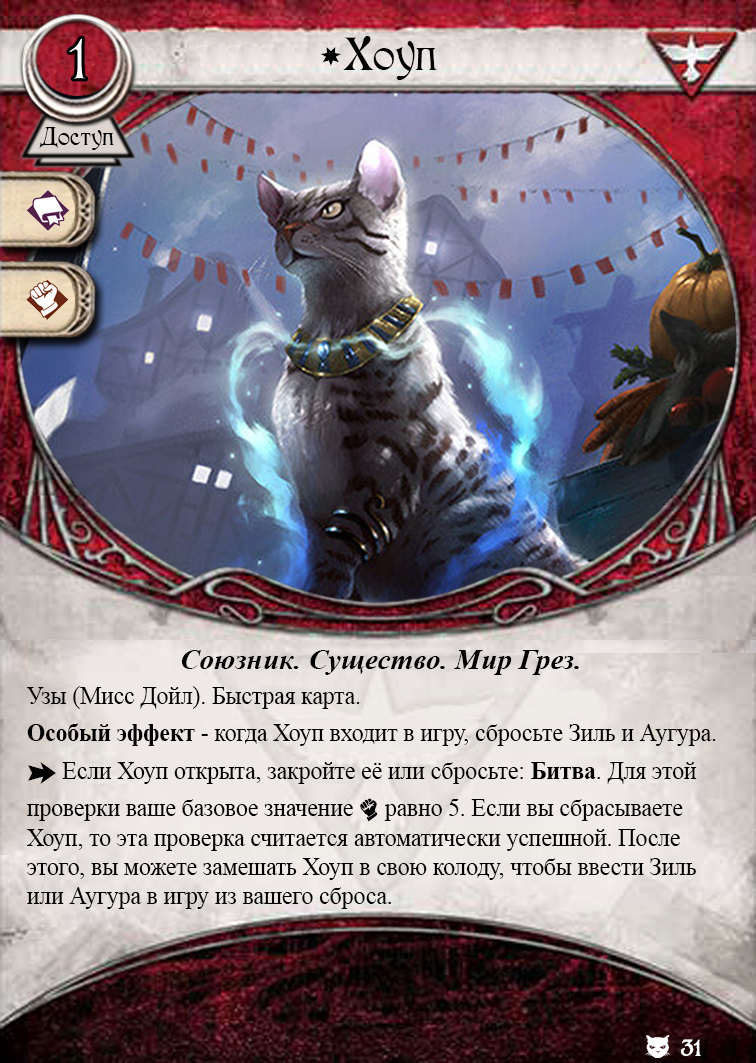 1
Хоуп
Доступ
Союзник. Существо. Мир Грез.
Узы (Мисс Дойл). Быстрая карта.
Особый эффект - когда Хоуп входит в игру, сбросьте Зиль и Аугура.
Если Хоуп открыта, закройте её или сбросьте: Битва. Для этой
проверки ваше базовое значение равно 5. Если вы сбрасываете
Хоуп, то эта проверка считается автоматически успешной. После
этого, вы можете замешать Хоуп в свою колоду, чтобы ввести Зиль
или Аугура в игру из вашего сброса.
31